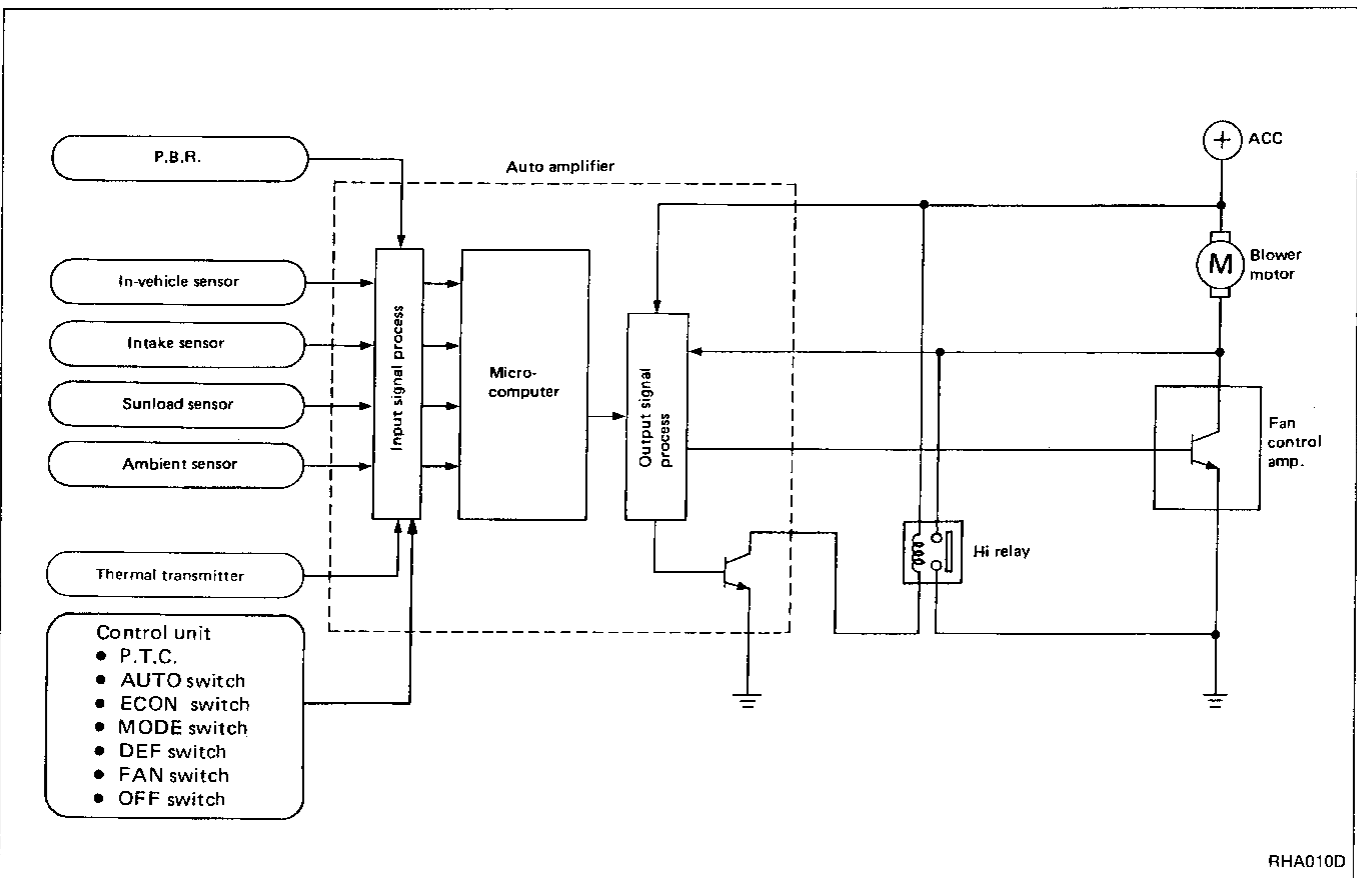 P.B.R.
Auto amplifier
ACC
In-vehicle sensor
Intake sensor
Sunload sensor
Ambient sensor
Input signal process
Micro-
computer
Output signal
process
M
Blower
motor
Fan
control
amp.
Hi relay
Thermal transmitter
Control unit
● P.T.C.
● AUTO switch
● ECON switch
● MODE switch
● DEF switch
● FAN switch
● OFF switch
RHA010D